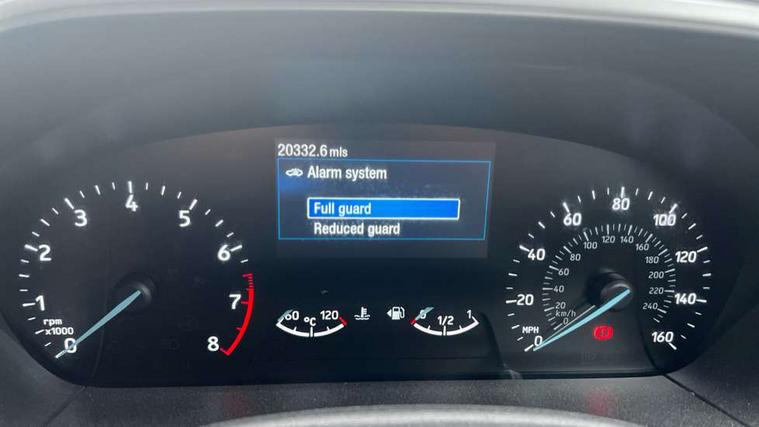 20332.6 mls
Alarm system
Full guard
Reduced guard
0 1 2 3 4 5 6 7 8
rpm
x1000
60 120
°C
0 1/2 1
0 20 40 60 80 100 120 140 160
MPH
0 20 40 60 80 100 120 140 160 180 200 220 240
km/h